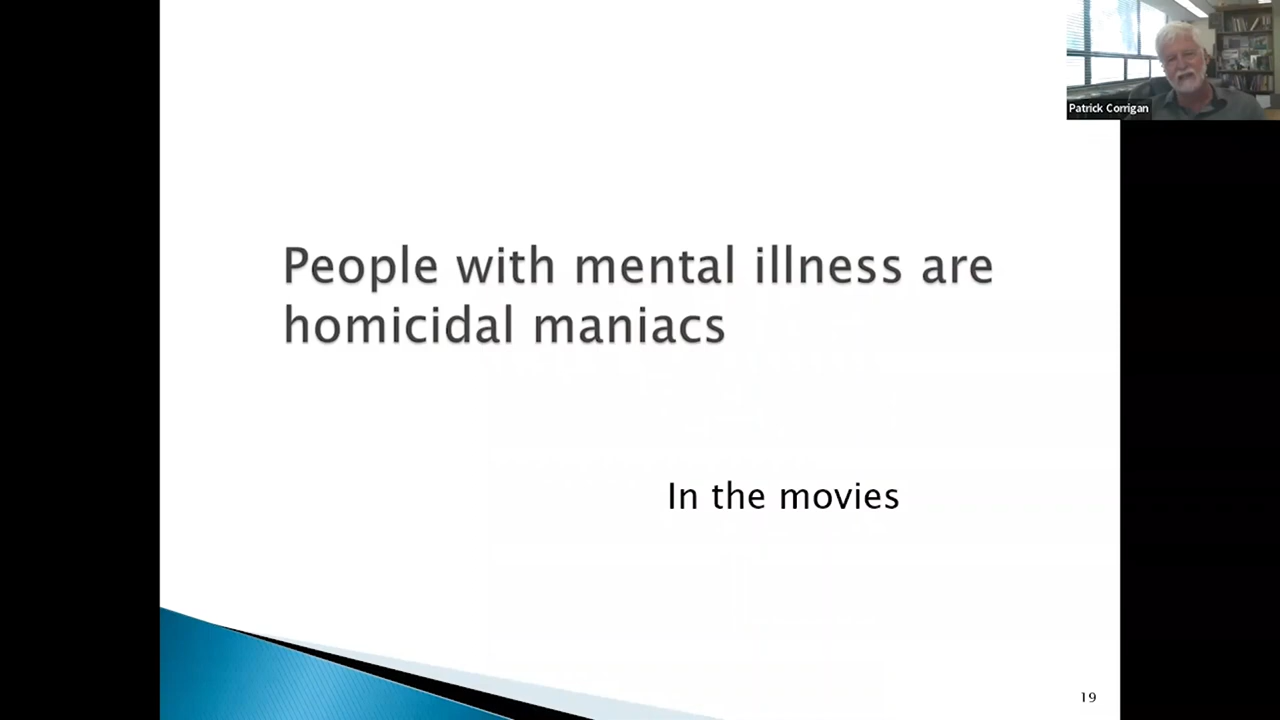 Patrick Corrigan
People with mental illness are
homicidal maniacs
In the movies
19